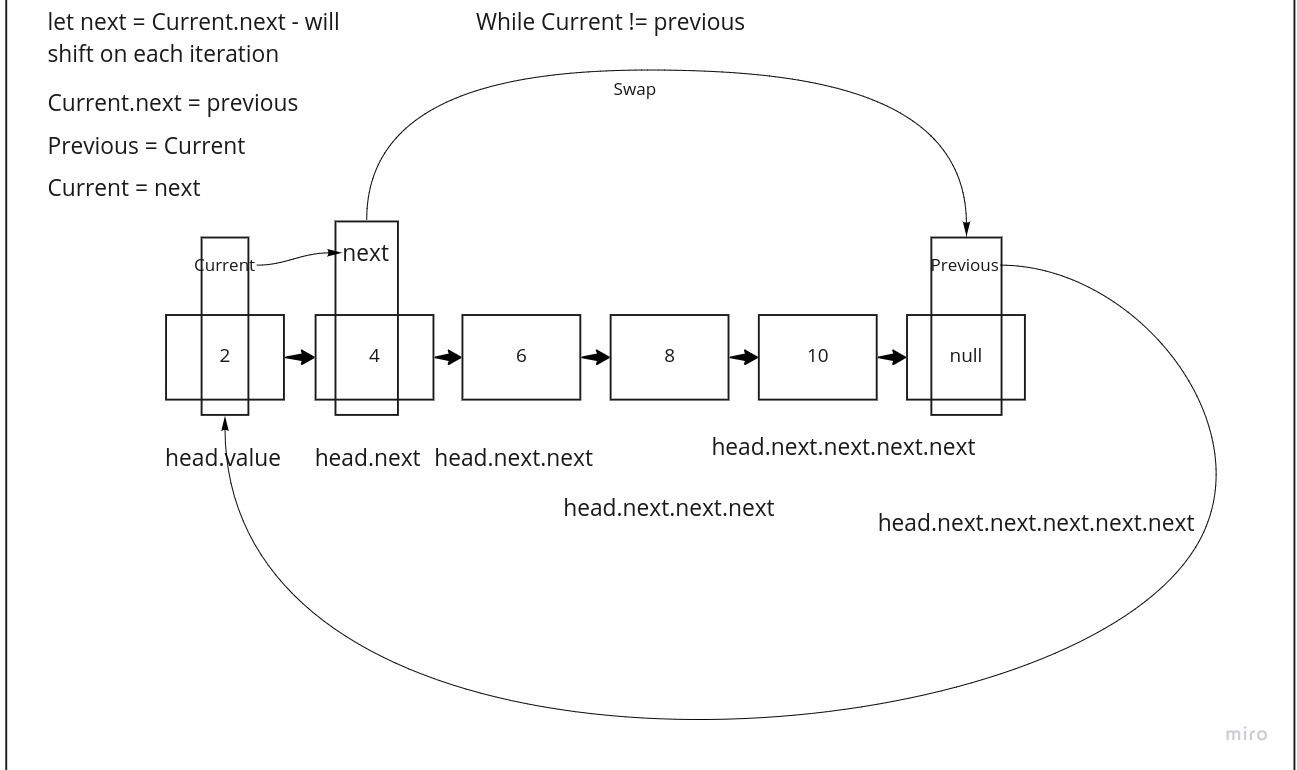 let next = Current.next - will
shift on each iteration
While Current != previous
Current.next = previous
Previous = Current
Current = next
Swap
Current
next
Previous
2
4
6
8
10
null
head.value
head.next
head.next.next
head.next.next.next.next
head.next.next.next
head.next.next.next.next.next
miro